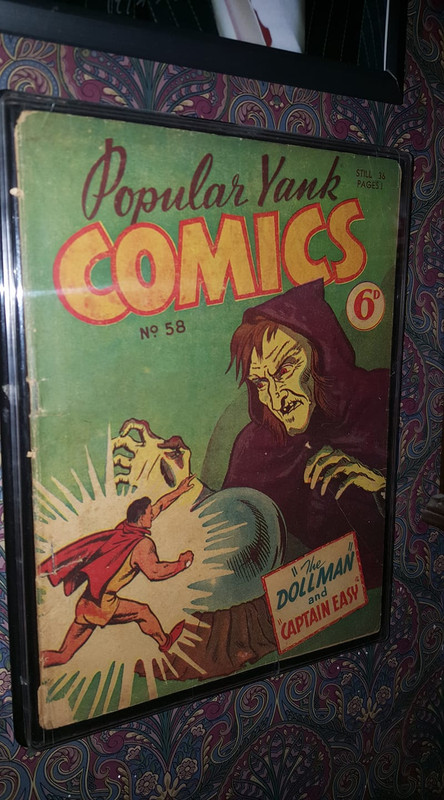 Popular Yank
STILL 36
PAGES!
COMICS
6D
No 58
"The
DOLLMAN"
and
"CAPTAIN EASY"